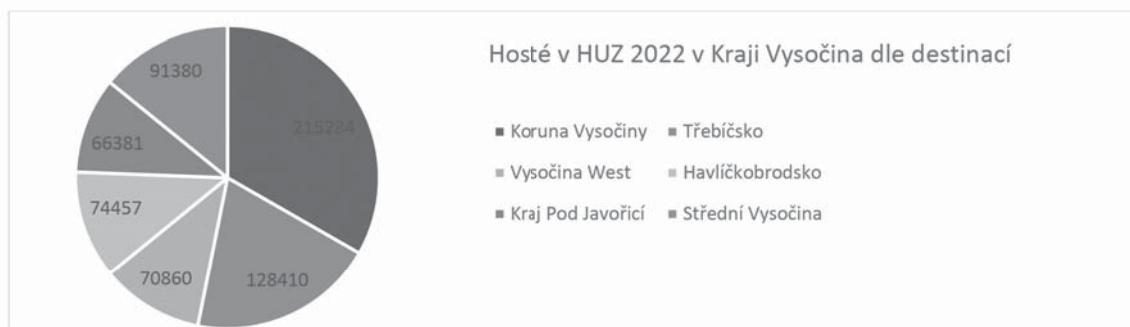 Hosté v HUZ 2022 v Kraji Vysočina dle destinací
91380
66381
74457
70860
128410
Koruna Vysočiny
Třebíčsko
Vysočina West
Havlíčkobrodsko
Kraj Pod Javořicí
Střední Vysočina